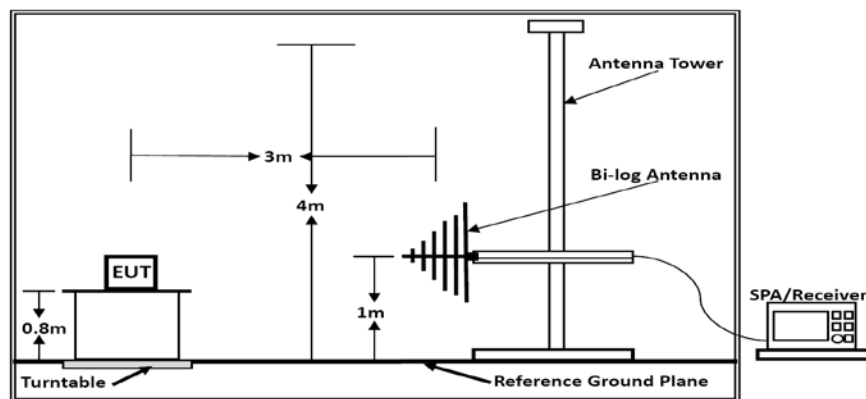 Antenna Tower
3m
Bi-log Antenna
4m
EUT
SPA/Receiver
0.8m
1m
Turntable
Reference Ground Plane